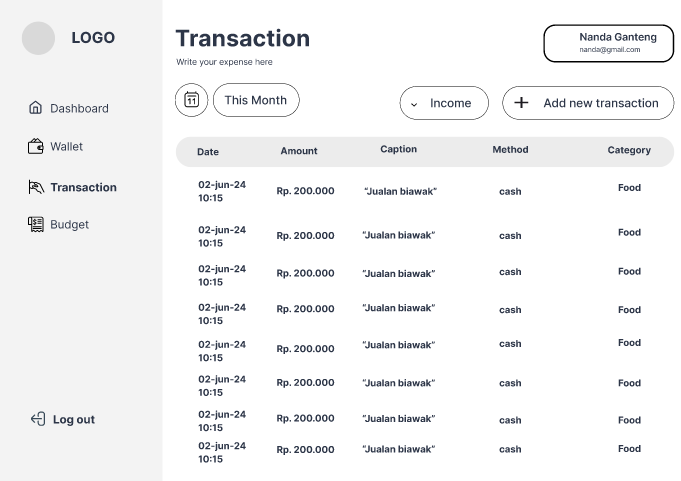 LOGO
Dashboard
Wallet
Transaction
Budget
Log out
Transaction
Write your expense here
Nanda Ganteng
nanda@gmail.com
11
This Month
Income
Add new transaction
Date Amount Caption Method Category
02-jun-24
10:15
Rp. 200.000 “Jualan biawak” cash Food
02-jun-24
10:15
Rp. 200.000 “Jualan biawak” cash Food
02-jun-24
10:15
Rp. 200.000 “Jualan biawak” cash Food
02-jun-24
10:15
Rp. 200.000 “Jualan biawak” cash Food
02-jun-24
10:15
Rp. 200.000 “Jualan biawak” cash Food
02-jun-24
10:15
Rp. 200.000 “Jualan biawak” cash Food
02-jun-24
10:15
Rp. 200.000 “Jualan biawak” cash Food
02-jun-24
10:15
Rp. 200.000 “Jualan biawak” cash Food